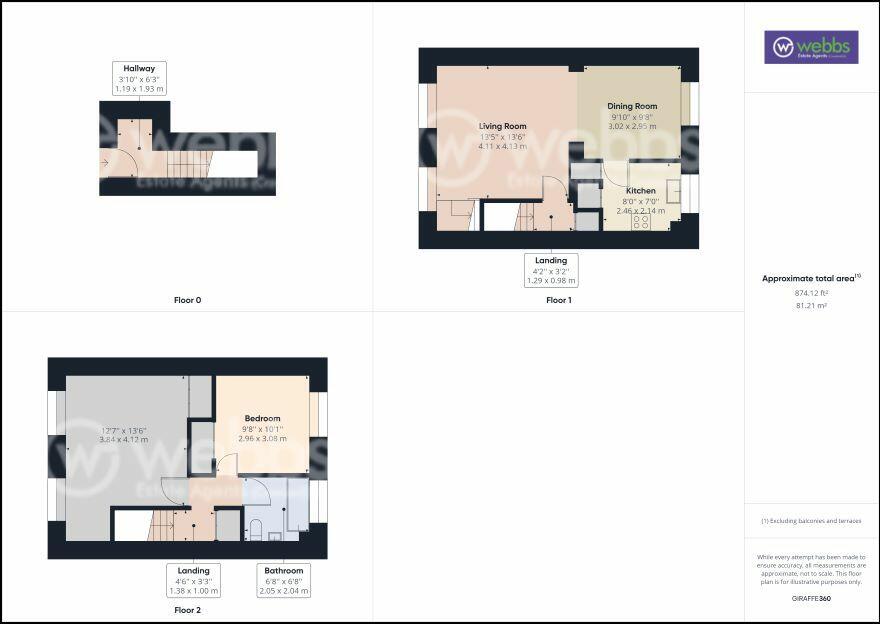 Hallway
3'10" x 6'3"
1.19 x 1.93 m
Floor 0
Living Room
13'5" x 13'6"
4.11 x 4.13 m
Dining Room
9'10" x 9'8"
3.02 x 2.95 m
Kitchen
8'0" x 7'0"
2.46 x 2.14 m
Landing
4'2" x 3'2"
1.29 x 0.98 m
Floor 1
12'7" x 13'6"
3.84 x 4.12 m
Bedroom
9'8" x 10'1"
2.96 x 3.08 m
Landing
4'6" x 3'3"
1.38 x 1.00 m
Bathroom
6'8" x 6'8"
2.05 x 2.04 m
Floor 2
webbs
Estate Agents
Approximate total area(1)
874.12 ft²
81.21 m²
(1) Excluding balconies and terraces
While every attempt has been made to
ensure accuracy, all measurements are
approximate, not to scale. This floor
plan is for illustrative purposes only.
GIRAFFE360